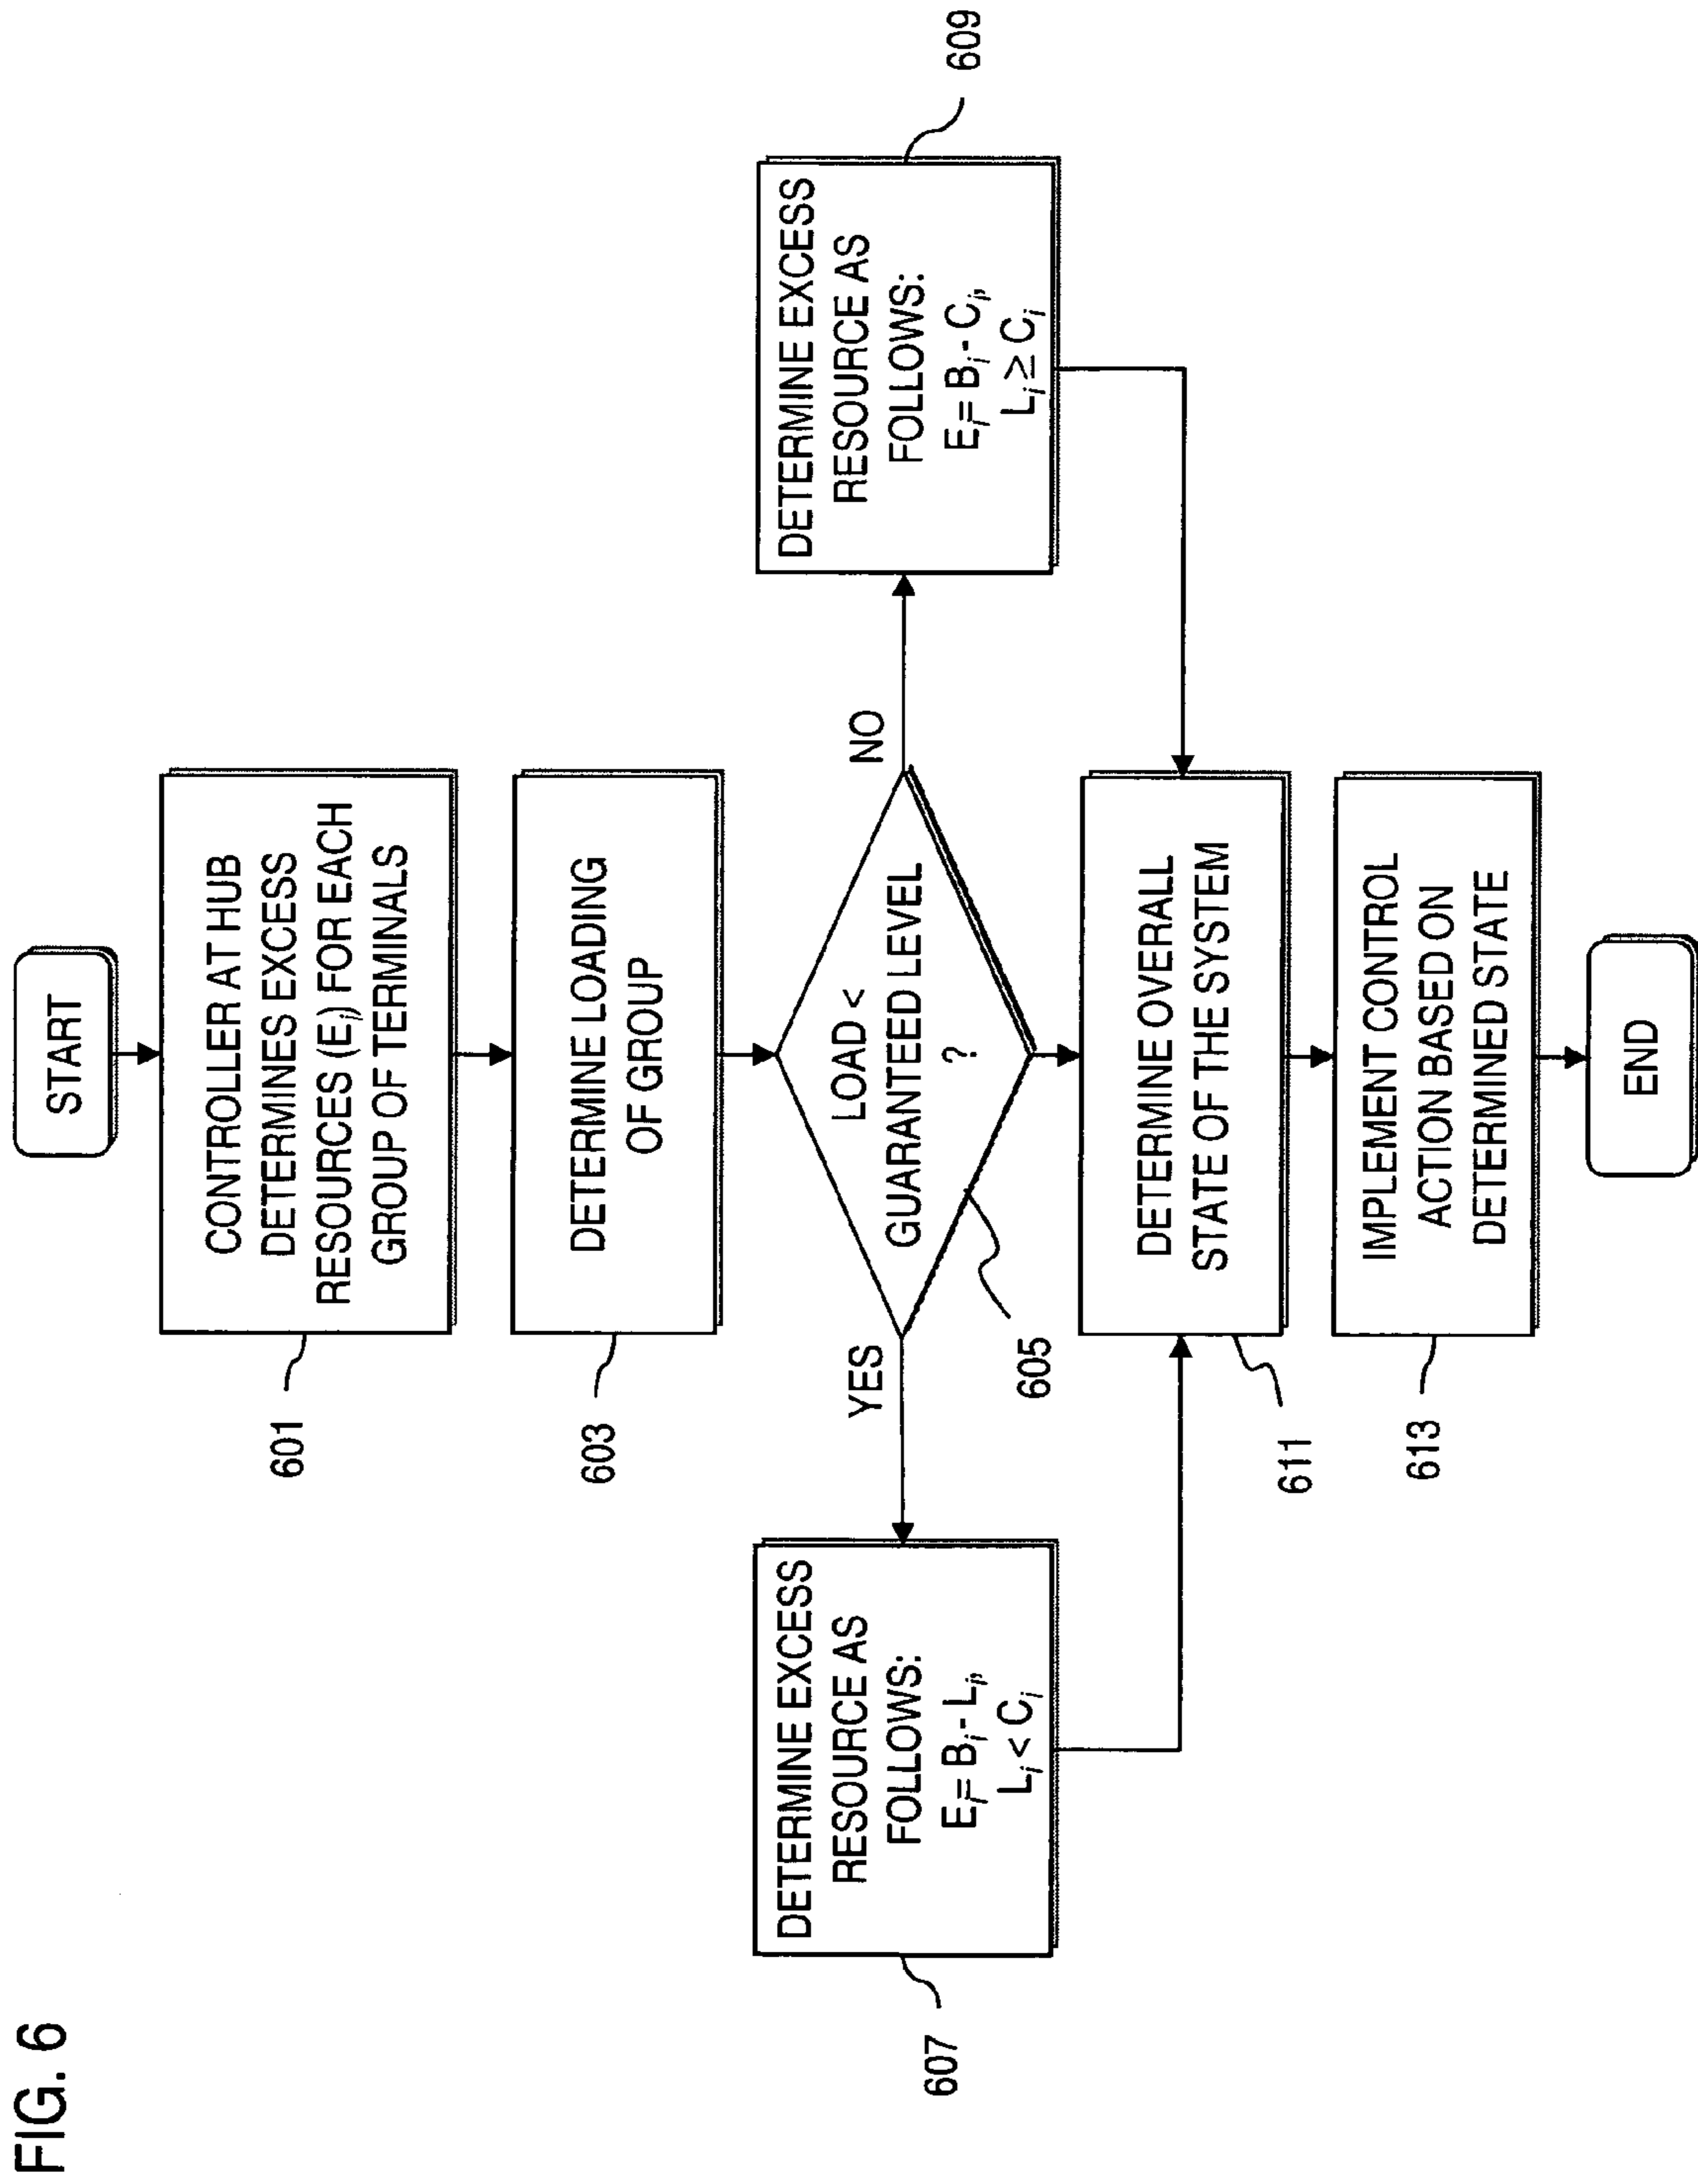 FIG. 6
START
CONTROLLER AT HUB
DETERMINES EXCESS
RESOURCES (Ei) FOR EACH
GROUP OF TERMINALS
601
DETERMINE LOADING
OF GROUP
603
LOAD <
GUARANTEED LEVEL
?
605
YES
NO
DETERMINE EXCESS
RESOURCE AS
FOLLOWS:
Ei= Bi - Li,
Li < Ci
607
DETERMINE EXCESS
RESOURCE AS
FOLLOWS:
Ei= Bi - Ci,
Li ≥ Ci
609
DETERMINE OVERALL
STATE OF THE SYSTEM
611
IMPLEMENT CONTROL
ACTION BASED ON
DETERMINED STATE
613
END